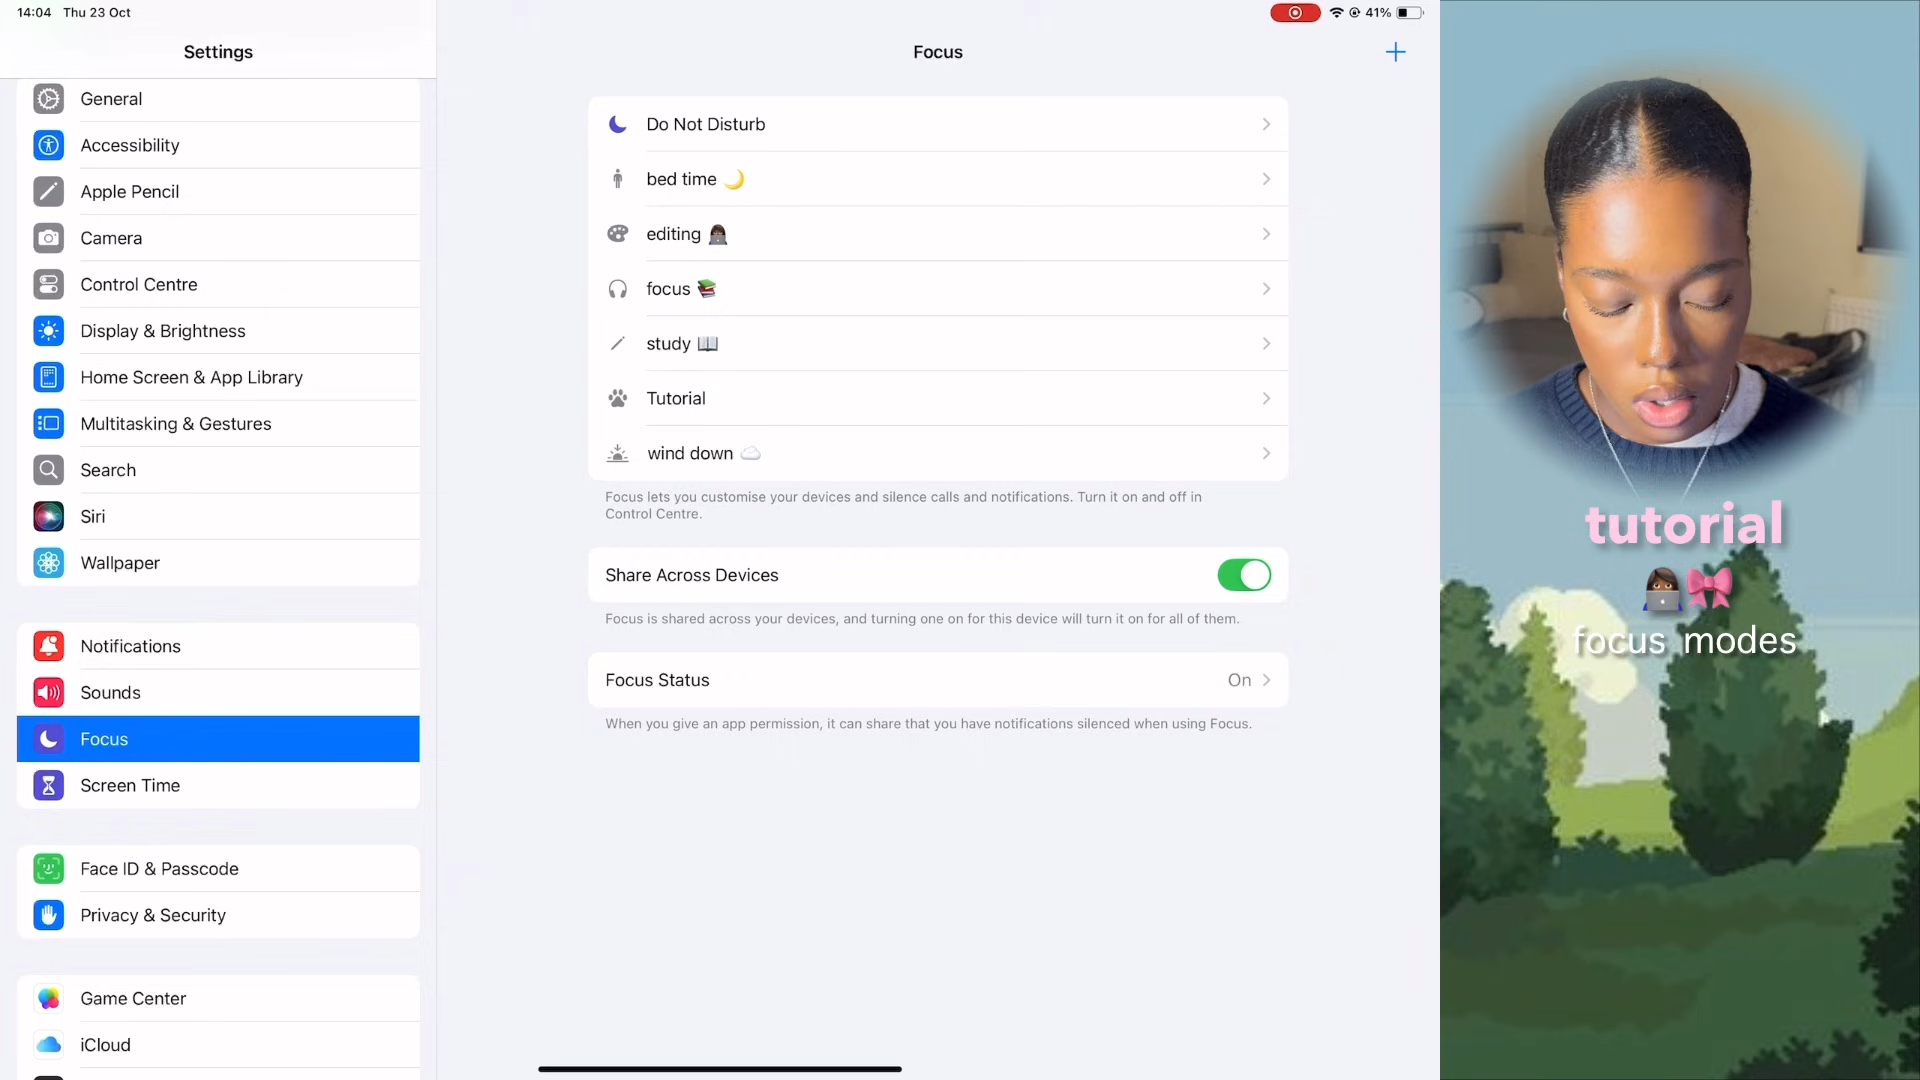 14:04 Thu 23 Oct
41%
Settings
General
Accessibility
Apple Pencil
Camera
Control Centre
Display & Brightness
Home Screen & App Library
Multitasking & Gestures
Search
Siri
Wallpaper
Notifications
Sounds
Focus
Screen Time
Face ID & Passcode
Privacy & Security
Game Center
iCloud
Focus
Do Not Disturb
bed time 🌙
editing 👩🏿‍💻
focus 📚
study 📖
Tutorial
wind down ☁️
Focus lets you customise your devices and silence calls and notifications. Turn it on and off in
Control Centre.
Share Across Devices
Focus is shared across your devices, and turning one on for this device will turn it on for all of them.
Focus Status On
When you give an app permission, it can share that you have notifications silenced when using Focus.
tutorial
👩🏿‍💻🎀
focus modes